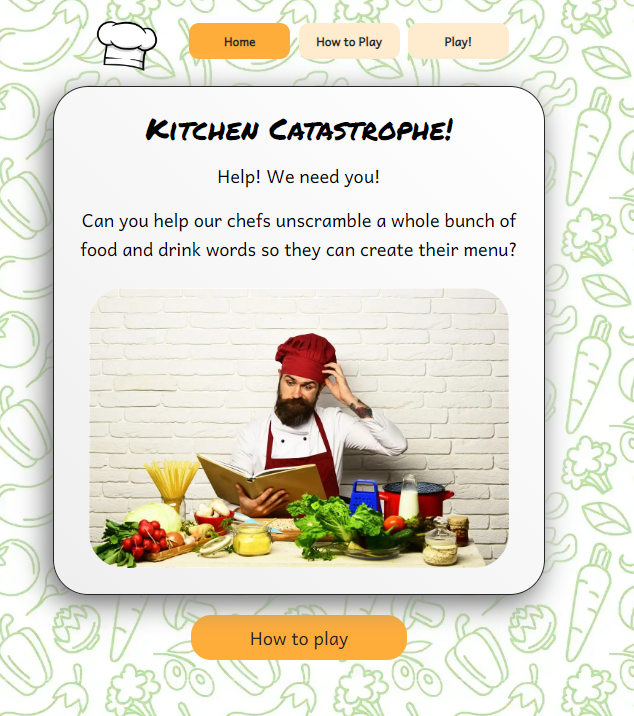 Home How to Play Play!
Kitchen Catastrophe!
Help! We need you!
Can you help our chefs unscramble a whole bunch of
food and drink words so they can create their menu?
How to play